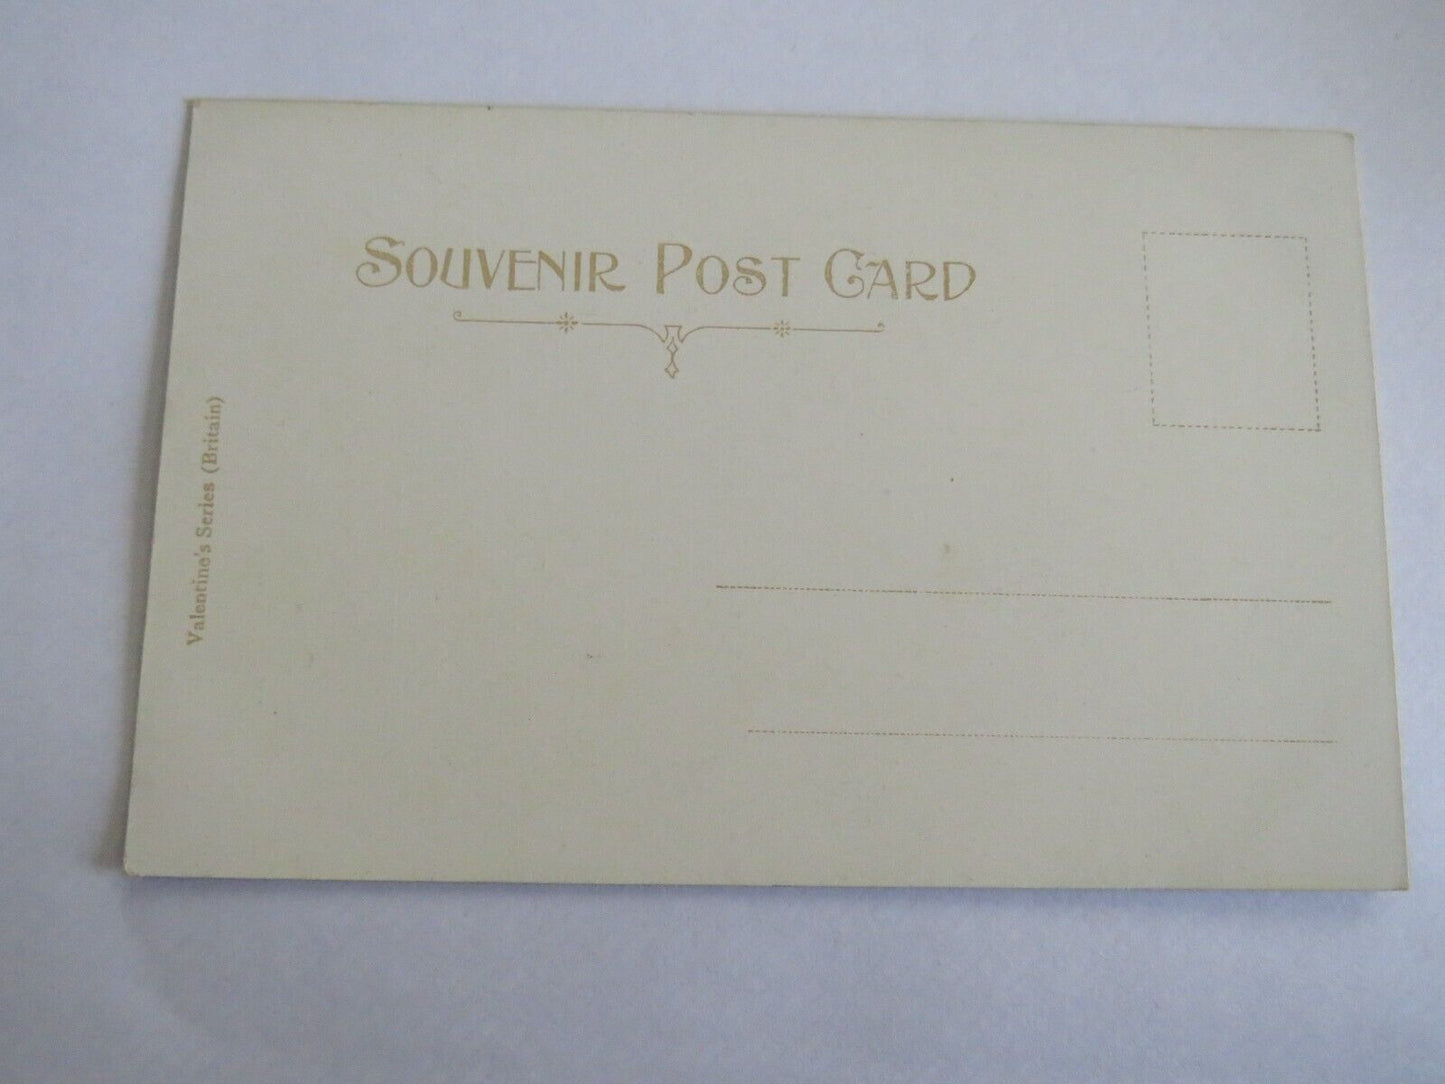 SOUVENIR POST CARD
Valentine's Series (Britain)